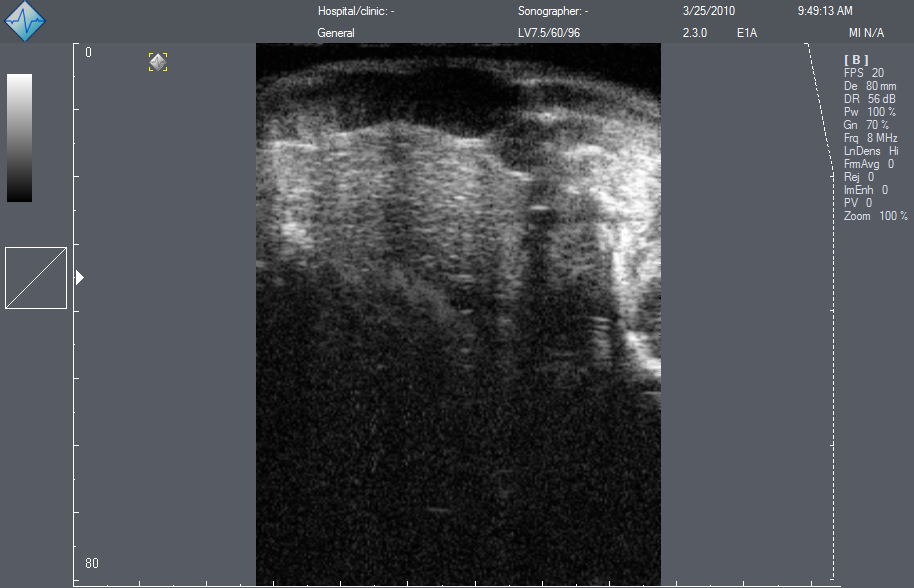 Hospital/clinic: - Sonographer: - 3/25/2010 9:49:13 AM
General LV7.5/60/96 2.3.0 E1A MI N/A
0
[ B ]
FPS 20
De 80 mm
DR 56 dB
Pw 100 %
Gn 70 %
Frq 8 MHz
LnDens Hi
FrmAvg 0
Rej 0
ImEnh 0
PV 0
Zoom 100 %
80